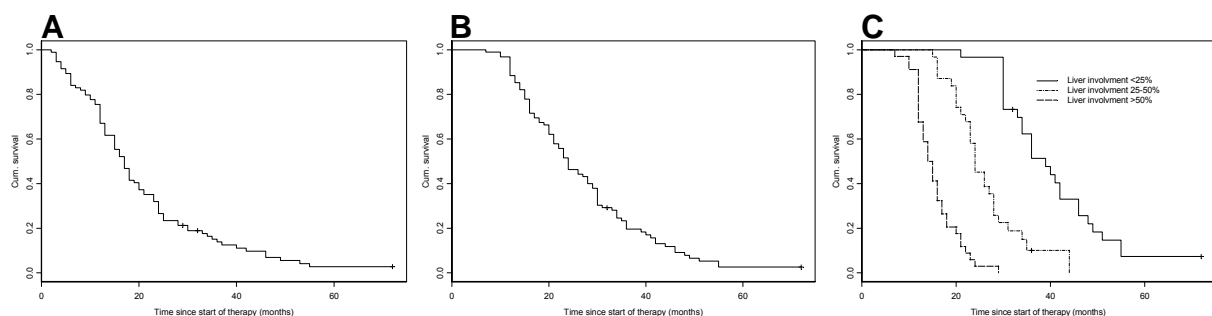 A
Cum. survival
0.0 0.2 0.4 0.6 0.8 1.0
0 20 40 60
Time since start of therapy (months)
B
Cum. survival
0.0 0.2 0.4 0.6 0.8 1.0
0 20 40 60
Time since start of therapy (months)
C
Cum. survival
0.0 0.2 0.4 0.6 0.8 1.0
Liver involvment <25%
Liver involvment 25-50%
Liver involvment >50%
0 20 40 60
Time since start of therapy (months)